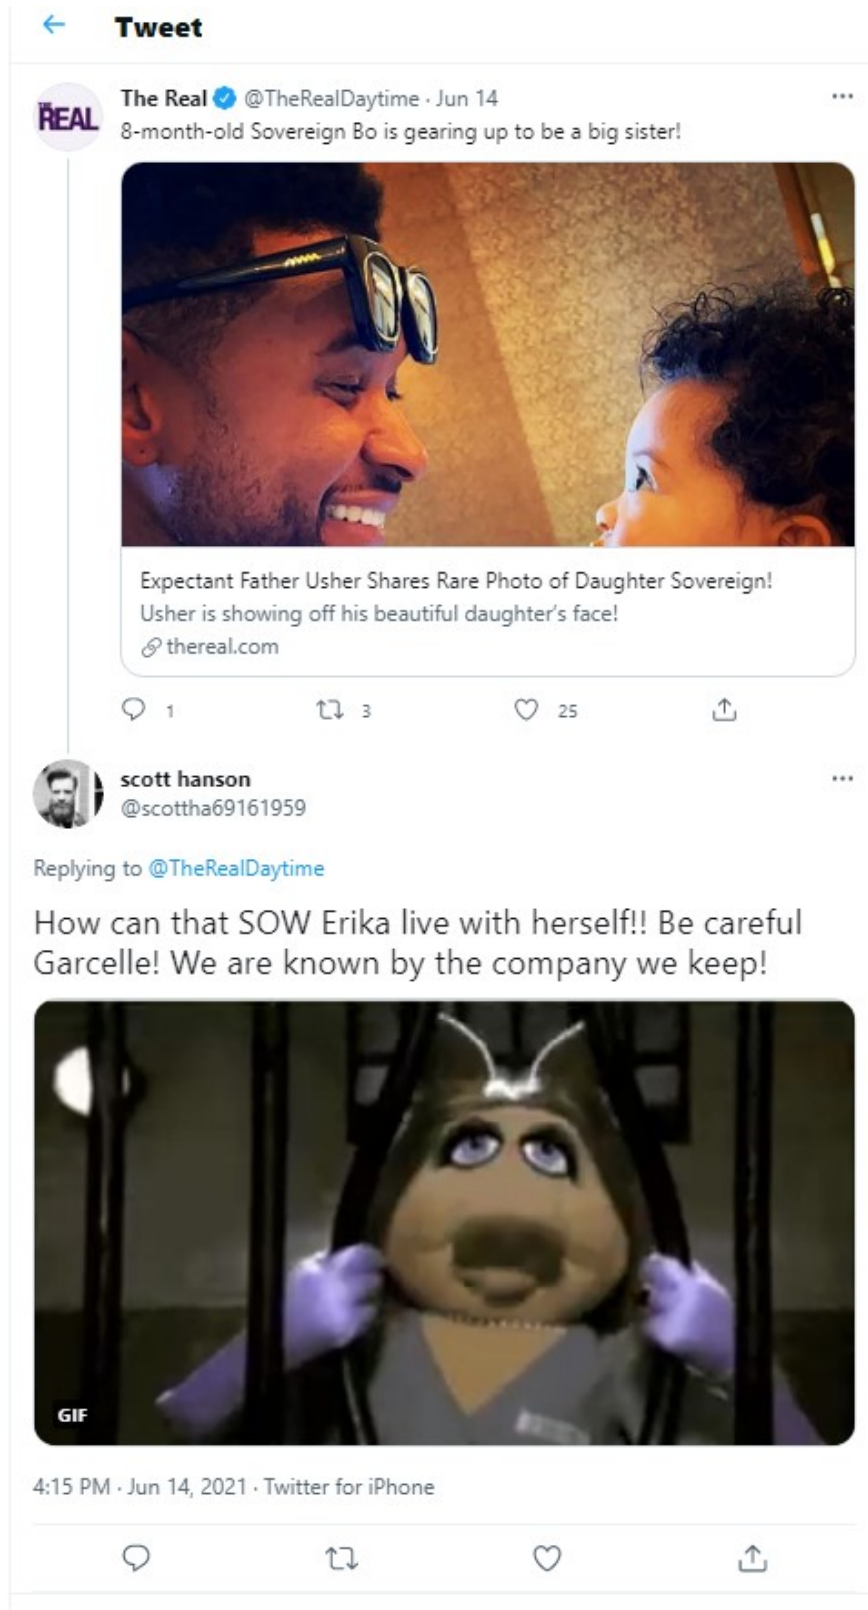 Tweet
THE REAL
The Real @TheRealDaytime · Jun 14
8-month-old Sovereign Bo is gearing up to be a big sister!
Expectant Father Usher Shares Rare Photo of Daughter Sovereign!
Usher is showing off his beautiful daughter's face!
thereal.com
1 3 25
scott hanson
@scottha69161959
Replying to @TheRealDaytime
How can that SOW Erika live with herself!! Be careful
Garcelle! We are known by the company we keep!
GIF
4:15 PM · Jun 14, 2021 · Twitter for iPhone